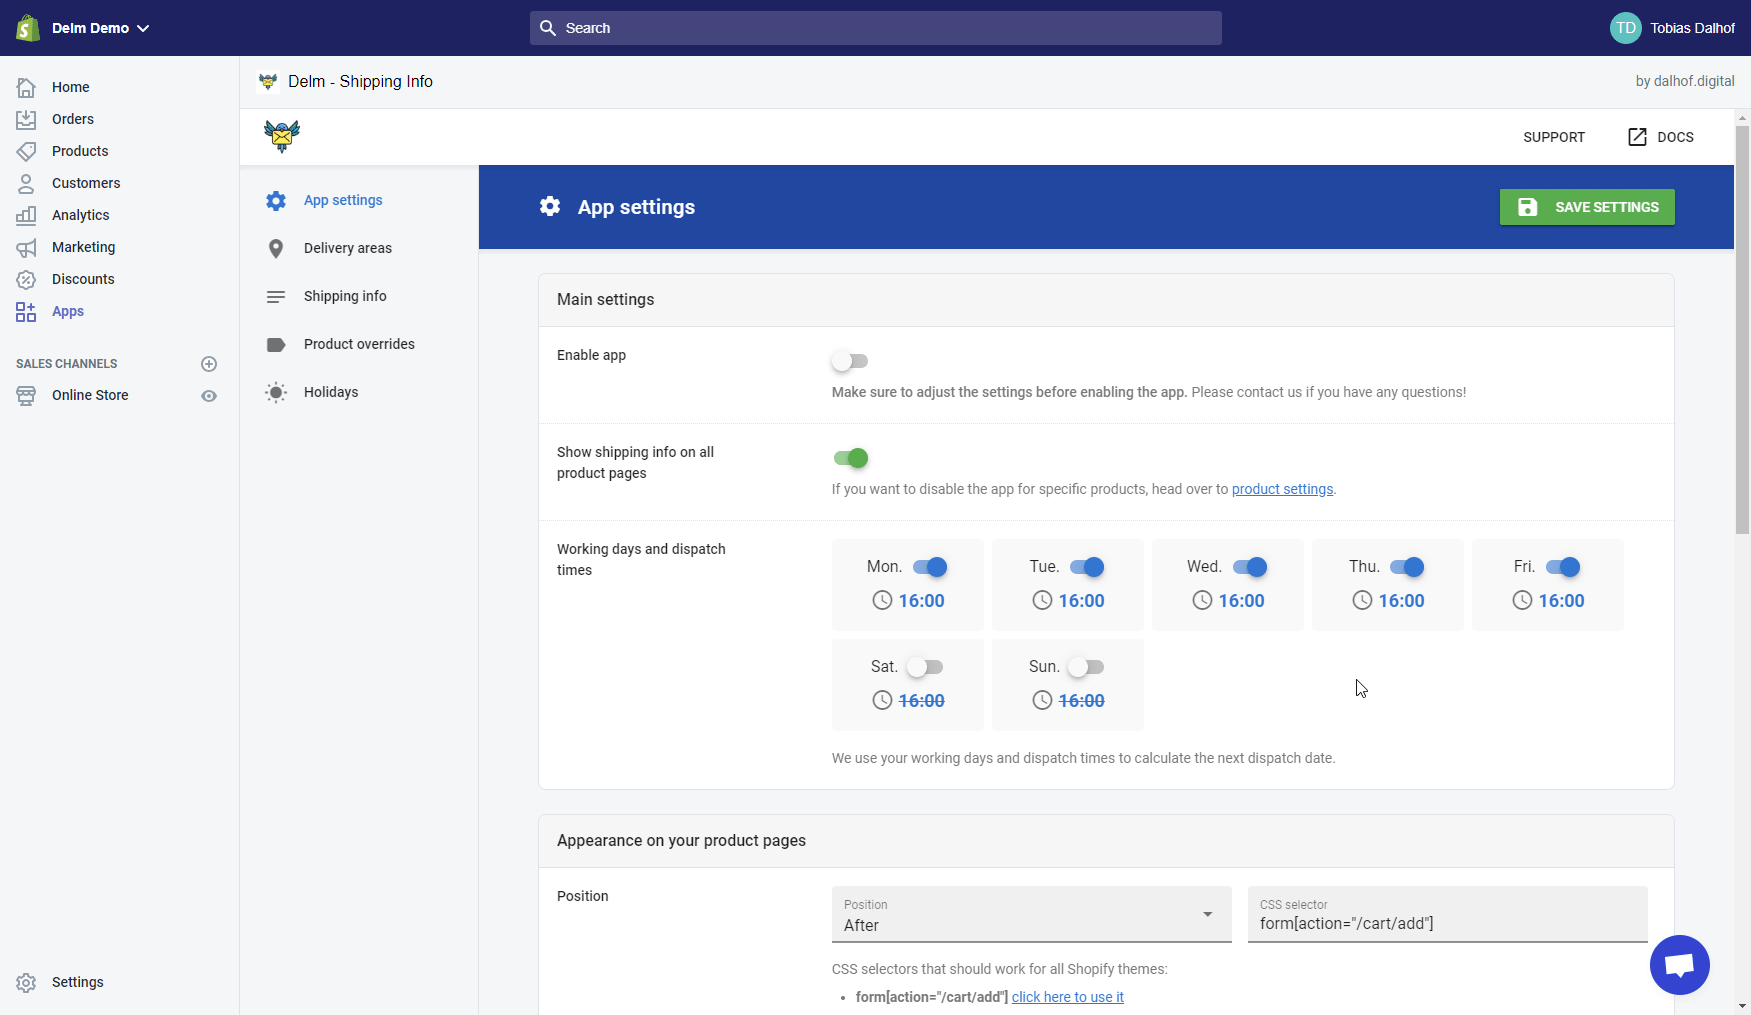 Delm Demo
Search
TD
Tobias Dalhof
Home
Orders
Products
Customers
Analytics
Marketing
Discounts
Apps
SALES CHANNELS
Online Store
Settings
Delm - Shipping Info
by dalhof.digital
SUPPORT
DOCS
App settings
Delivery areas
Shipping info
Product overrides
Holidays
App settings
SAVE SETTINGS
Main settings
Enable app
Make sure to adjust the settings before enabling the app. Please contact us if you have any questions!
Show shipping info on all
product pages
If you want to disable the app for specific products, head over to product settings.
Working days and dispatch
times
Mon.
16:00
Tue.
16:00
Wed.
16:00
Thu.
16:00
Fri.
16:00
Sat.
16:00
Sun.
16:00
We use your working days and dispatch times to calculate the next dispatch date.
Appearance on your product pages
Position
Position
After
CSS selector
form[action="/cart/add"]
CSS selectors that should work for all Shopify themes:
• form[action="/cart/add"] click here to use it